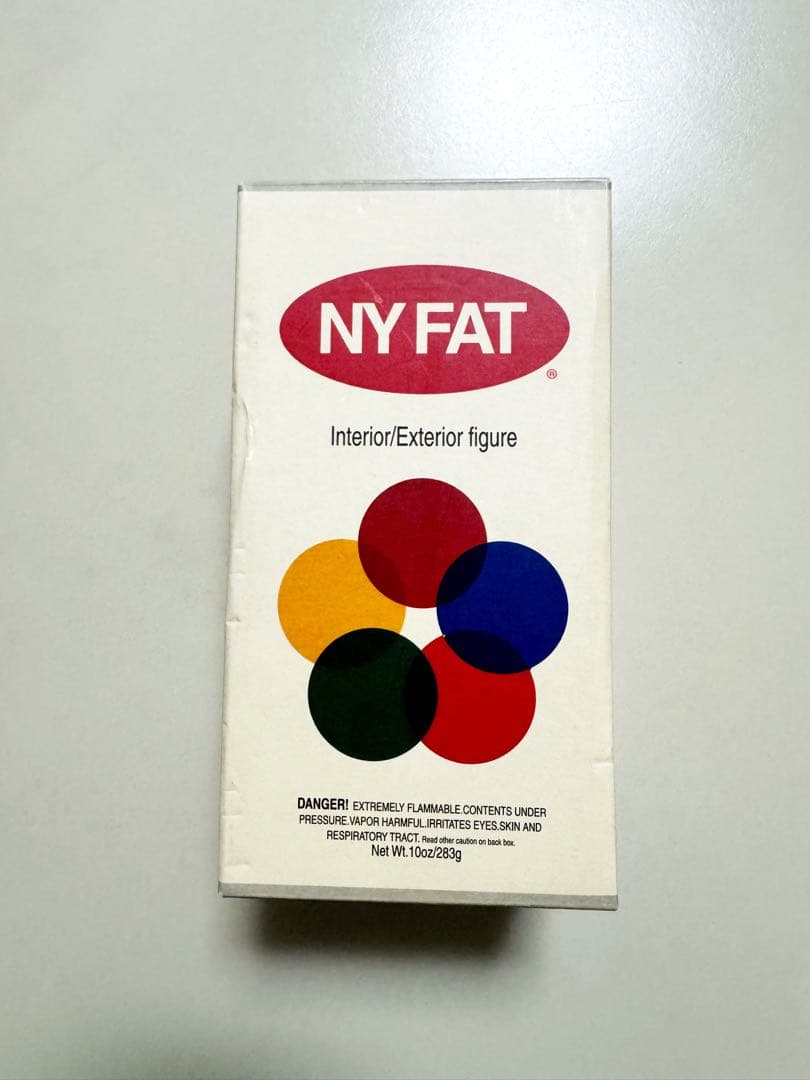 NY FAT
®
Interior/Exterior figure
DANGER! EXTREMELY FLAMMABLE.CONTENTS UNDER
PRESSURE.VAPOR HARMFUL.IRRITATES EYES.SKIN AND
RESPIRATORY TRACT. Read other caution on back box.
Net Wt.10oz/283g